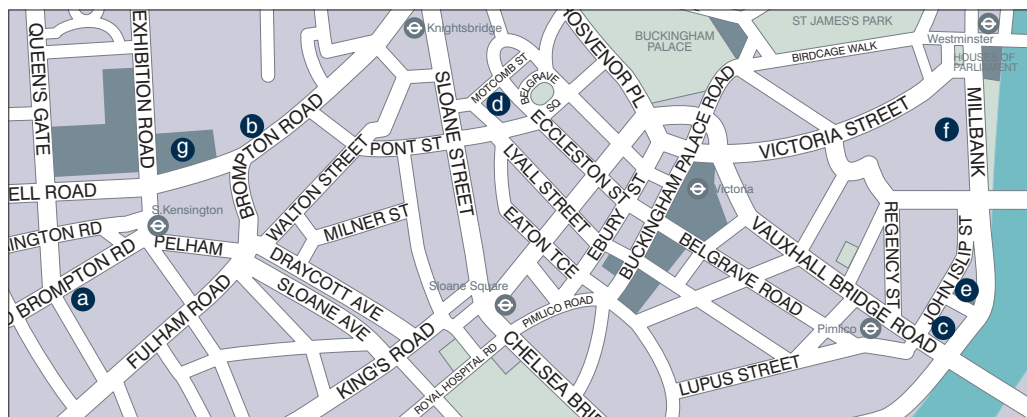 QUEEN'S GATE
EXHIBITION ROAD
Knightsbridge
MOTCOMB ST
BELGRAVE
SQ
OSVENOR PL
BUCKINGHAM
PALACE
ST JAMES'S PARK
BIRDCAGE WALK
Westminster
HOUSES OF
PARLIAMENT
MILLBANK
SLOANE STREET
d
b
g
f
BROMPTON ROAD
BROMPTON RD
WALTON STREET
PONT ST
ECCLESTON ST
LYALL STREET
EBURY ST
BUCKINGHAM PALACE ROAD
VICTORIA STREET
Victoria
ELL ROAD
S.Kensington
INGTON RD
PELHAM
MILNER ST
EATON TCE
BELGRAVE ROAD
VAUXHALL BRIDGE ROAD
REGENCY ST
JOHN ISLIP ST
e
c
D BROMPTON RD
a
FULHAM ROAD
DRAYCOTT AVE
SLOANE AVE
Sloane Square
PIMLICO ROAD
Pimlico
KING'S ROAD
ROYAL HOSPITAL RD
CHELSEA BRI
LUPUS STREET